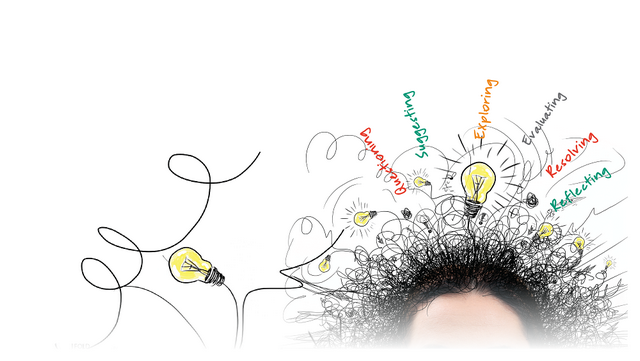 Questioning
Suggesting
Exploring
Evaluating
Resolving
Reflecting